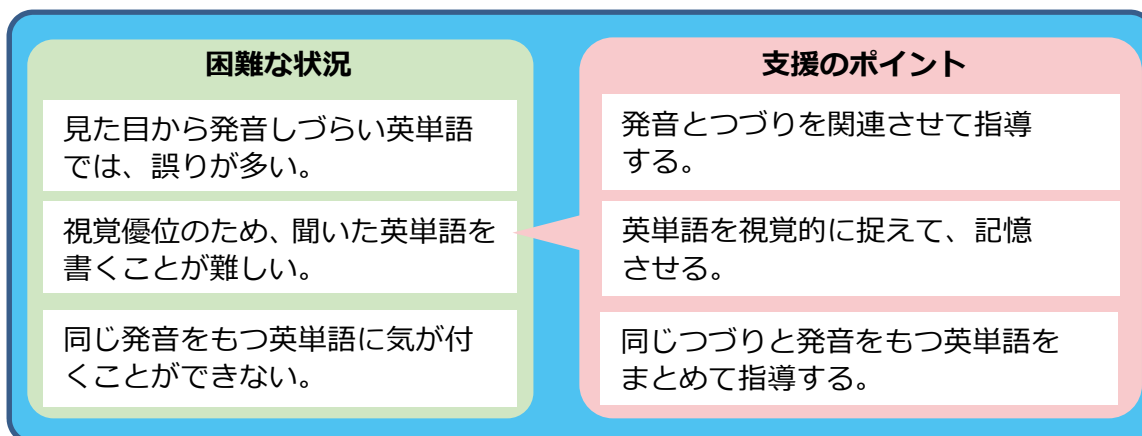 困難な状況
見た目から発音しづらい英単語
では、誤りが多い。
視覚優位のため、聞いた英単語を
書くことが難しい。
同じ発音をもつ英単語に気が付
くことができない。
支援のポイント
発音とつづりを関連させて指導
する。
英単語を視覚的に捉えて、記憶
させる。
同じつづりと発音をもつ英単語を
まとめて指導する。